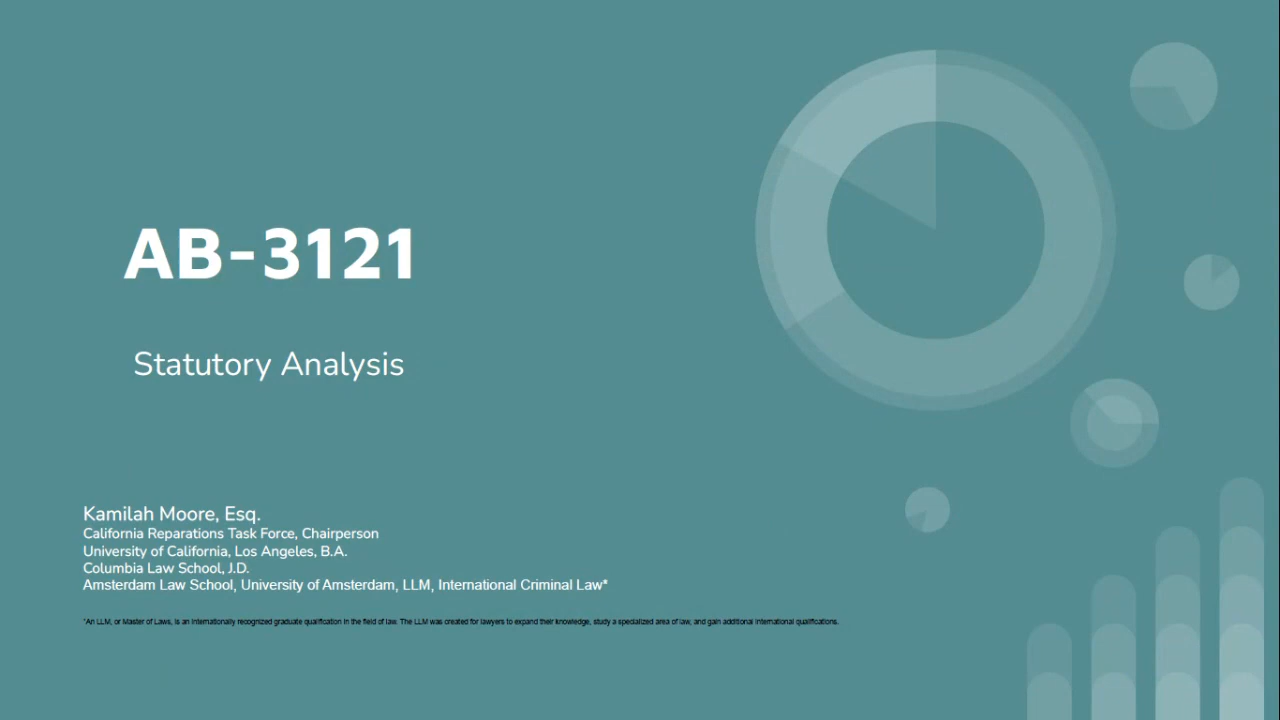 AB-3121
Statutory Analysis
Kamilah Moore, Esq.
California Reparations Task Force, Chairperson
University of California, Los Angeles, B.A.
Columbia Law School, J.D.
Amsterdam Law School, University of Amsterdam, LLM, International Criminal Law*
*An LLM, or Master of Laws, is an internationally recognized graduate qualification in the field of law. The LLM was created for lawyers to expand their knowledge, study a specialized area of law, and gain additional international qualifications.